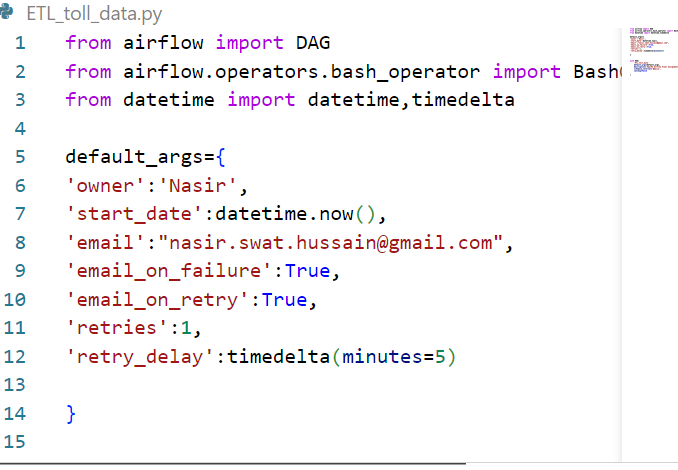 ETL_toll_data.py
1 from airflow import DAG
2 from airflow.operators.bash_operator import Bash
3 from datetime import datetime,timedelta
4
5 default_args={
6 'owner':'Nasir',
7 'start_date':datetime.now(),
8 'email':"nasir.swat.hussain@gmail.com",
9 'email_on_failure':True,
10 'email_on_retry':True,
11 'retries':1,
12 'retry_delay':timedelta(minutes=5)
13
14 }
15